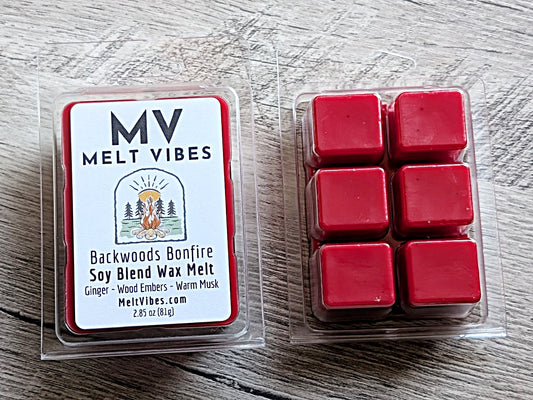 MV
MELT VIBES
Backwoods Bonfire
Soy Blend Wax Melt
Ginger - Wood Embers - Warm Musk
MeltVibes.com
2.85 oz (81g)